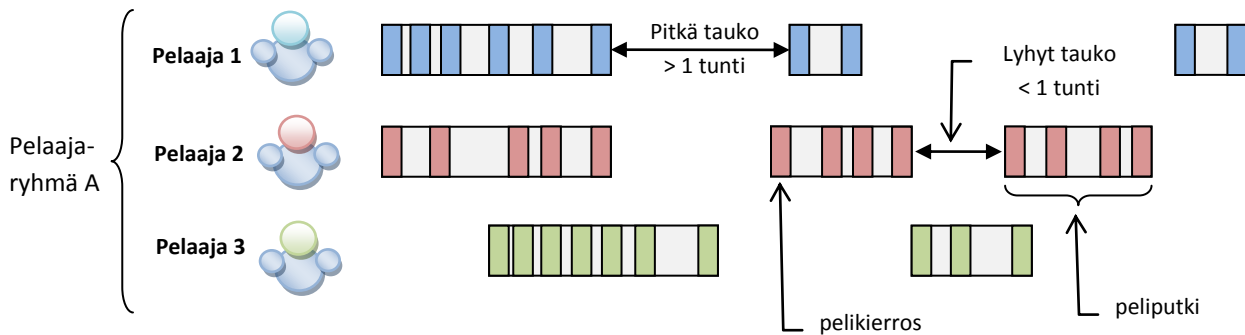 Pelaaja-
ryhmä A
Pelaaja 1
Pitkä tauko
> 1 tunti
Lyhyt tauko
< 1 tunti
Pelaaja 2
Pelaaja 3
pelikierros
peliputki